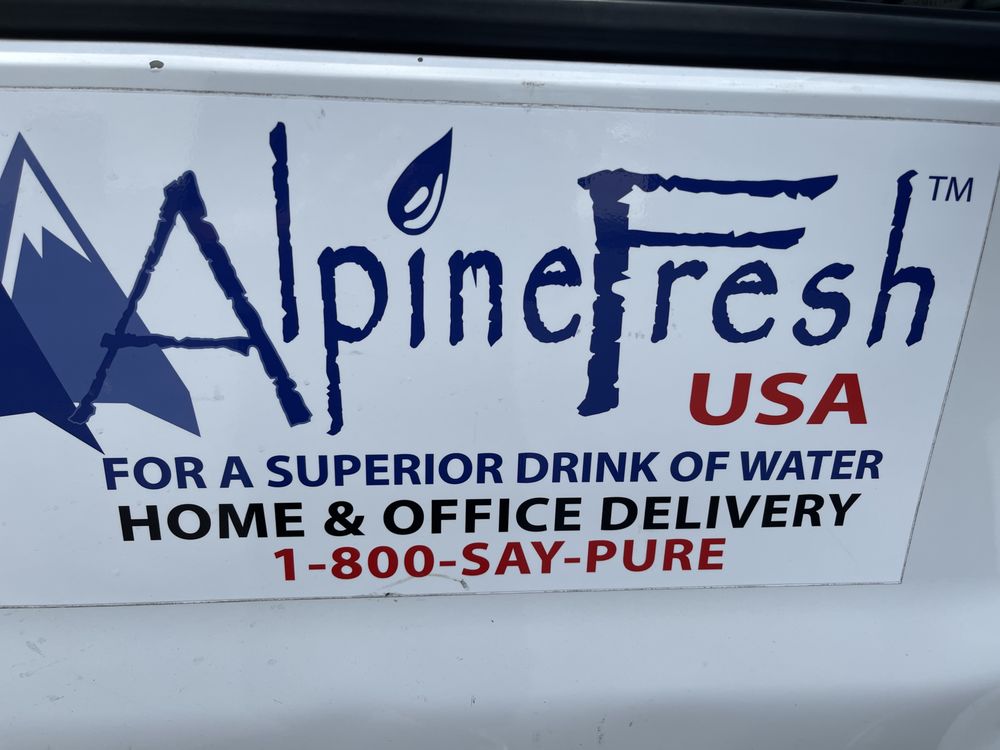 AlpineFresh™
USA
FOR A SUPERIOR DRINK OF WATER
HOME & OFFICE DELIVERY
1-800-SAY-PURE